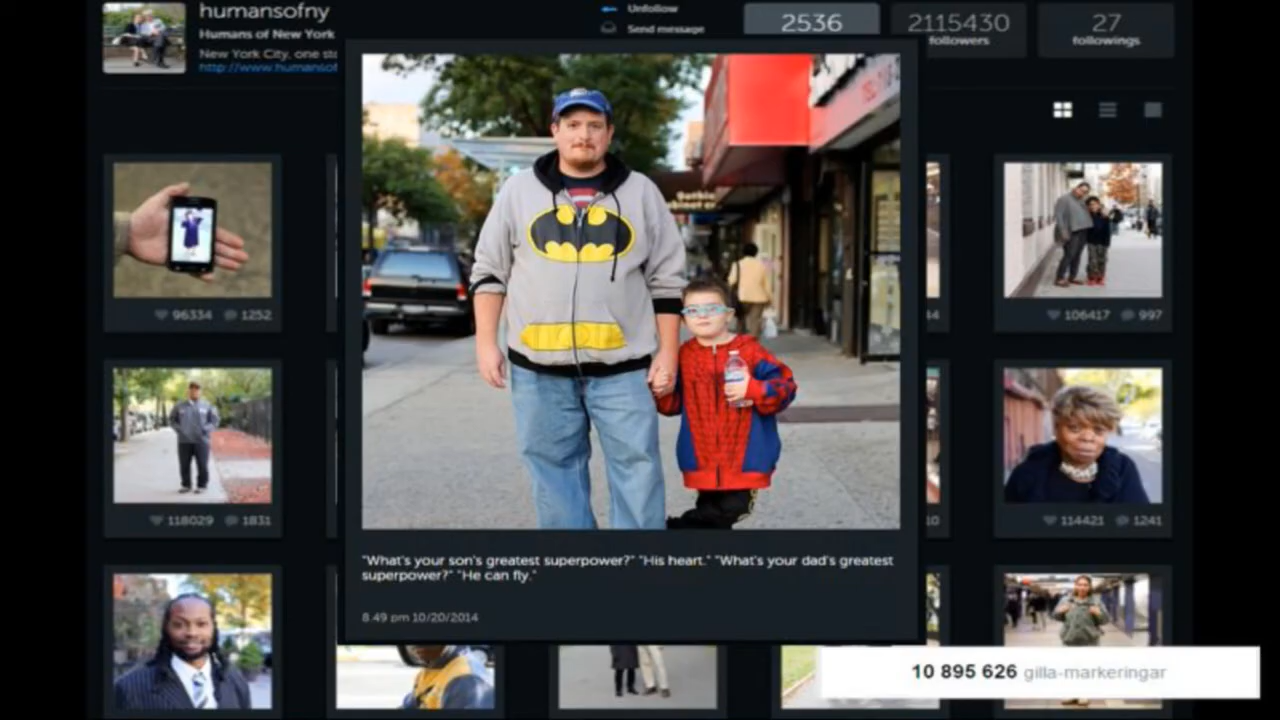 humansofny
Humans of New York
New York City, one
http://www.humansof
Unfollow
Send message
2536
2115430
followers
27
followings
96334 1252
106417 997
118029 1831
114421 1241
"What's your son's greatest superpower?" "His heart." "What's your dad's greatest
superpower?" "He can fly."
8.49 pm 10/20/2014
10 895 626 gilla-markeringar